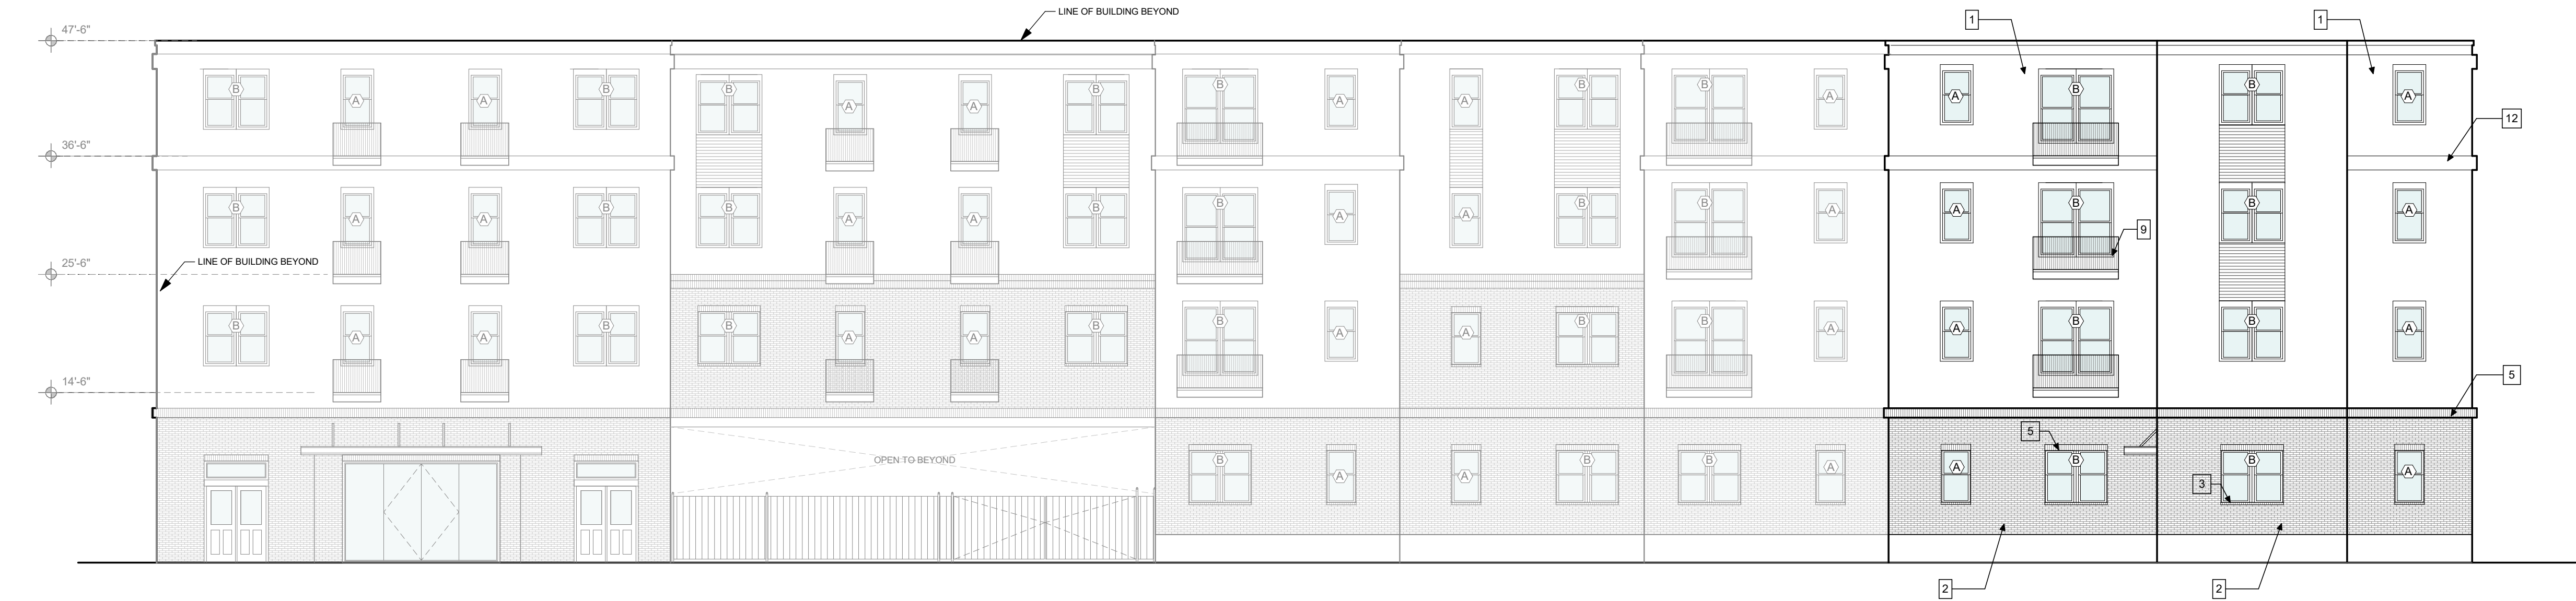 LINE OF BUILDING BEYOND
1 1
47'-6"
B A A B B A A B B A A B B A A B B A
12
36'-6"
B A A B B A A B B A A B B A A B B A
9
25'-6"
LINE OF BUILDING BEYOND
B A A B B A A B B A A B B A A B B A
5
14'-6"
5
OPEN TO BEYOND
B A A B B A A B B A
3
2 2